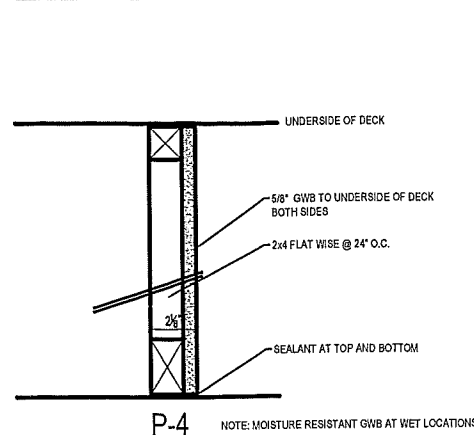 UNDERSIDE OF DECK
5/8" GWB TO UNDERSIDE OF DECK
BOTH SIDES
2x4 FLAT WISE @ 24" O.C.
2⅛"
SEALANT AT TOP AND BOTTOM
P-4
NOTE: MOISTURE RESISTANT GWB AT WET LOCATIONS